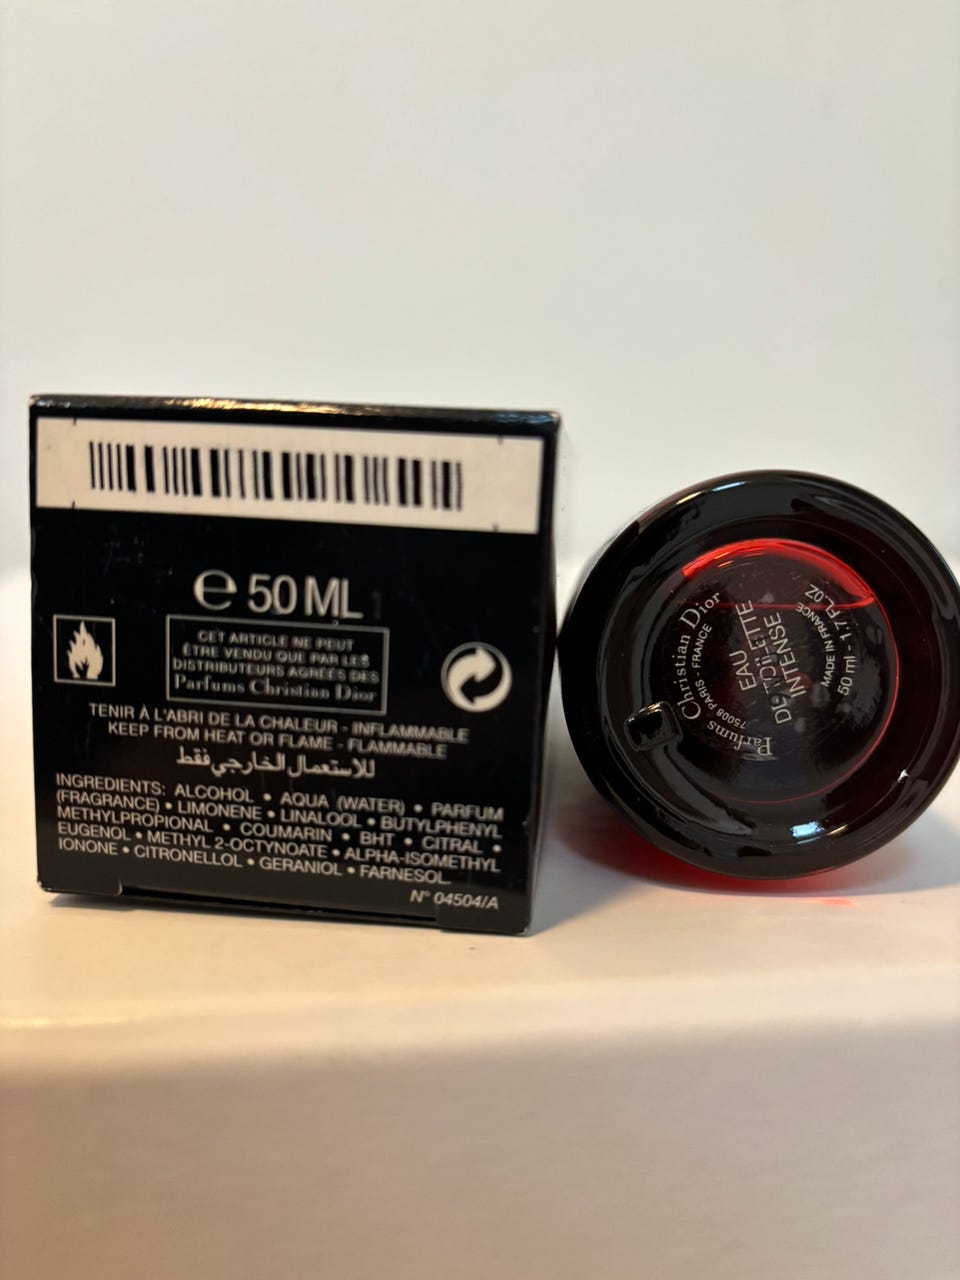 e 50 ML
CET ARTICLE NE PEUT
ÊTRE VENDU QUE PAR LES
DISTRIBUTEURS AGRÉES DES
Parfums Christian Dior
TENIR À L'ABRI DE LA CHALEUR - INFLAMMABLE
KEEP FROM HEAT OR FLAME - FLAMMABLE
للاستعمال الخارجي فقط
INGREDIENTS: ALCOHOL • AQUA (WATER) • PARFUM
(FRAGRANCE) • LIMONENE • LINALOOL • BUTYLPHENYL
METHYLPROPIONAL • COUMARIN • BHT • CITRAL •
EUGENOL • METHYL 2-OCTYNOATE • ALPHA-ISOMETHYL
IONONE • CITRONELLOL • GERANIOL • FARNESOL.
N° 04504/A
Parfums Christian Dior
75008 PARIS - FRANCE
EAU
DE TOILETTE
INTENSE
MADE IN FRANCE
50 ml - 1.7 FL.OZ